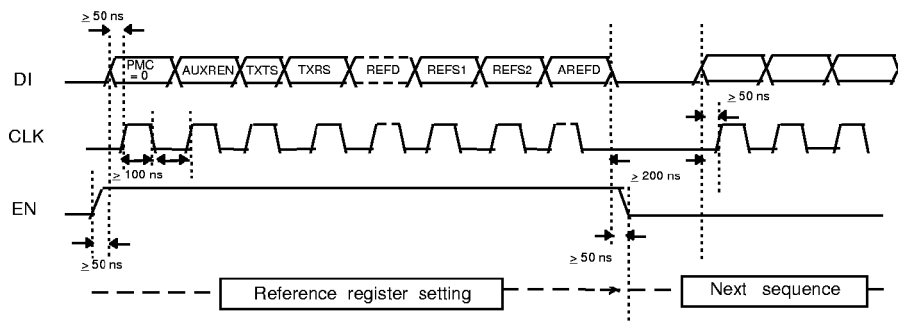 ≥ 50 ns
DI
PMC = 0
AUXREN
TXTS
TXRS
REFD
REFS1
REFS2
AREFD
≥ 50 ns
CLK
≥ 100 ns
≥ 200 ns
EN
≥ 50 ns
≥ 50 ns
Reference register setting
Next sequence